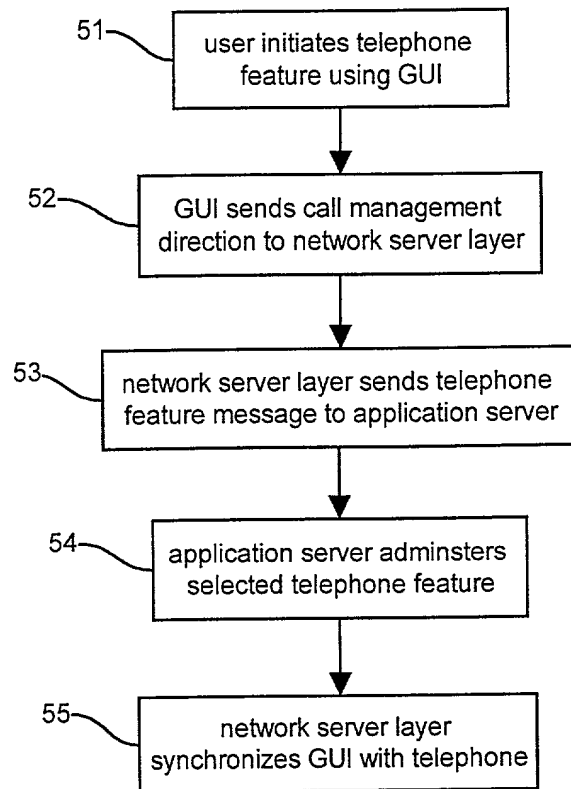 51
user initiates telephone
feature using GUI
52
GUI sends call management
direction to network server layer
53
network server layer sends telephone
feature message to application server
54
application server adminsters
selected telephone feature
55
network server layer
synchronizes GUI with telephone